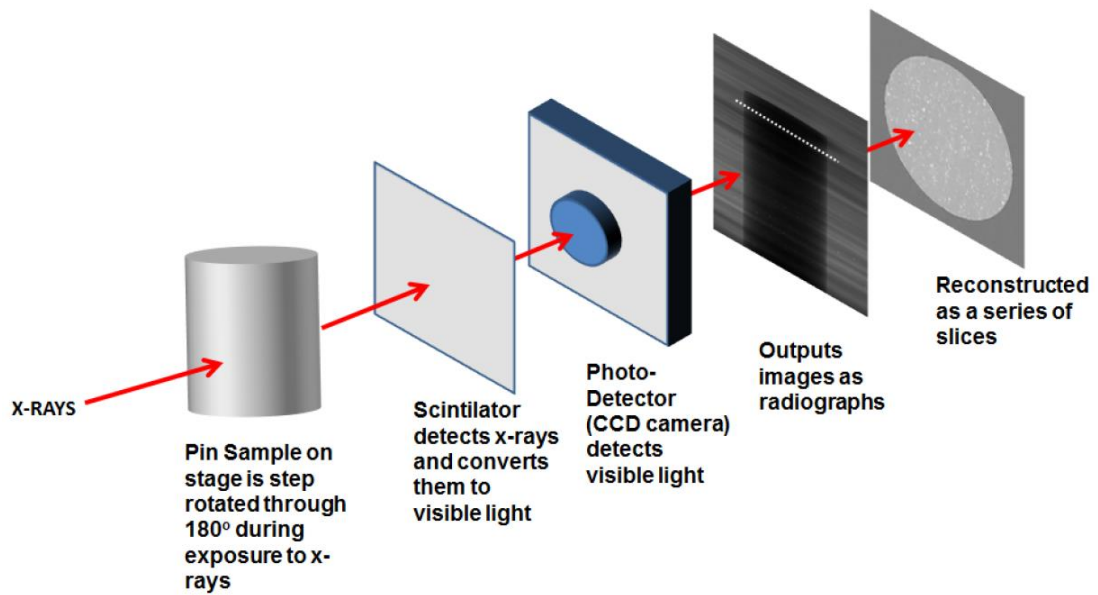 X-RAYS
Pin Sample on
stage is step
rotated through
180º during
exposure to x-
rays
Scintilator
detects x-rays
and converts
them to
visible light
Photo-
Detector
(CCD camera)
detects
visible light
Outputs
images as
radiographs
Reconstructed
as a series of
slices